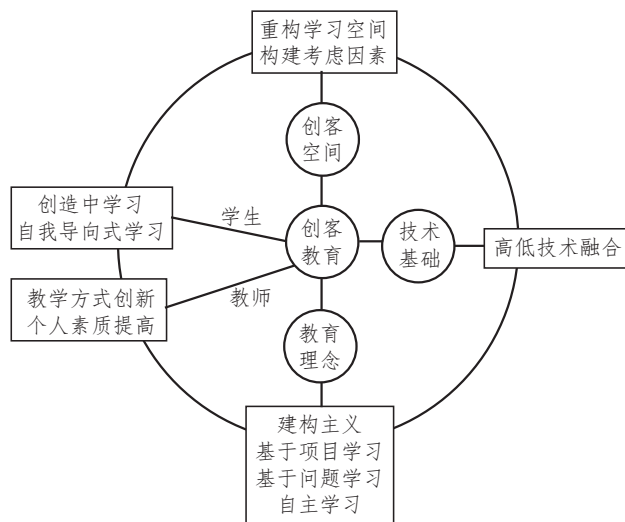 重构学习空间
构建考虑因素
创客
空间
创造中学习
自我导向式学习
学生
创客
教育
技术
基础
高低技术融合
教学方式创新
个人素质提高
教师
教育
理念
建构主义
基于项目学习
基于问题学习
自主学习